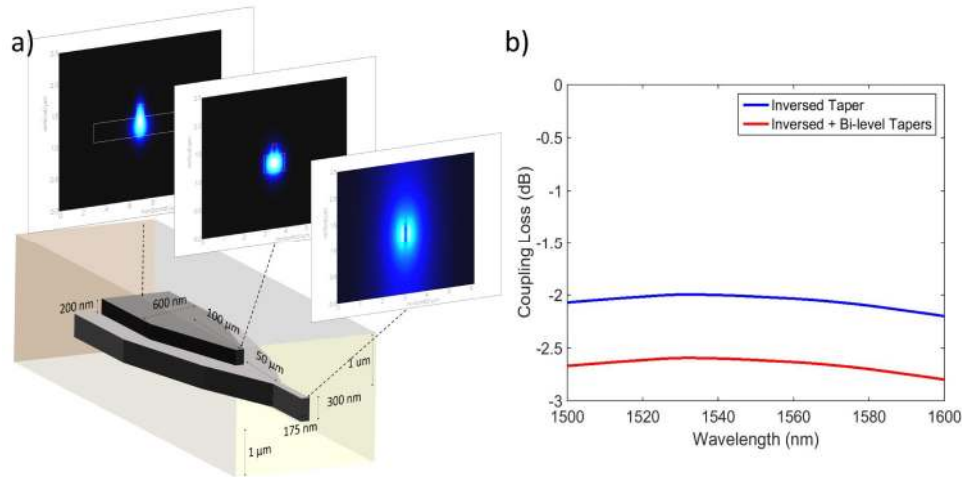 a)
200 nm
600 nm
100 µm
50 µm
1 um
300 nm
175 nm
1 µm
b)
Inversed Taper
Inversed + Bi-level Tapers
Coupling Loss (dB)
0
-0.5
-1
-1.5
-2
-2.5
-3
1500 1520 1540 1560 1580 1600
Wavelength (nm)